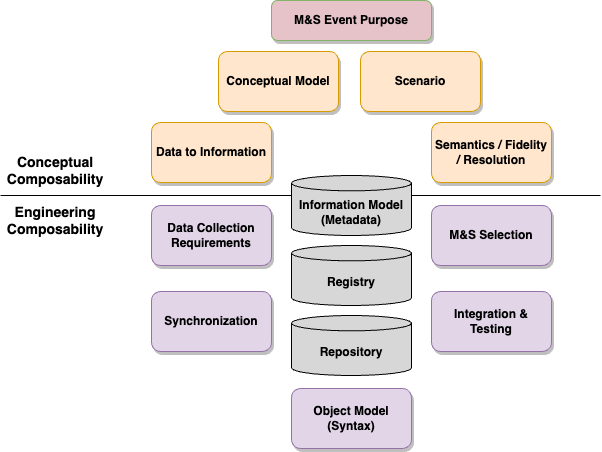 M&S Event Purpose
Conceptual Model
Scenario
Data to Information
Semantics / Fidelity
/ Resolution
Conceptual
Composability
Information Model
(Metadata)
Engineering
Composability
Data Collection
Requirements
M&S Selection
Registry
Synchronization
Integration &
Testing
Repository
Object Model
(Syntax)